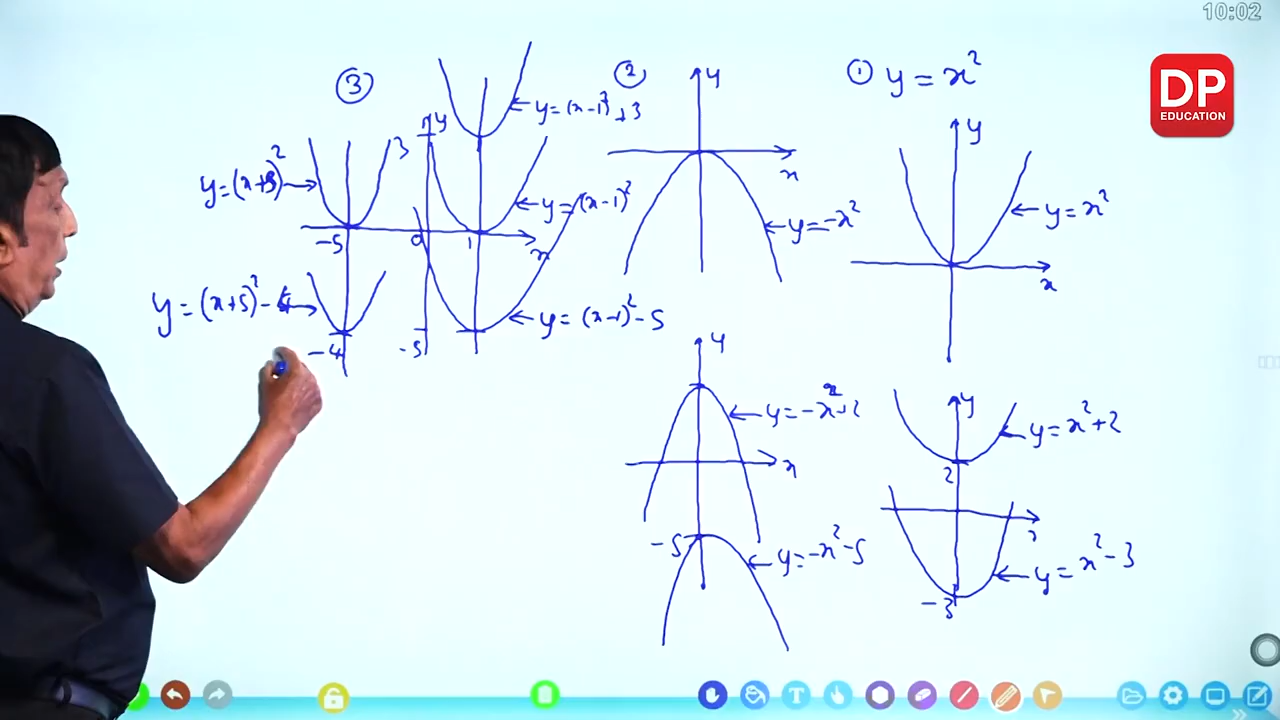 10:02
DP
EDUCATION
③
y = (x-1)² + 3
y
3
y = (x+5)²
y = (x-1)²
-5
0
1
x
y = (x+5)² - 4
y = (x-1)² - 5
-4
-5
②
y
x
y = -x²
y
y = -x²+2
x
-5
y = -x²-5
① y = x²
y
y = x²
x
y
y = x²+2
2
y = x²-3
-3